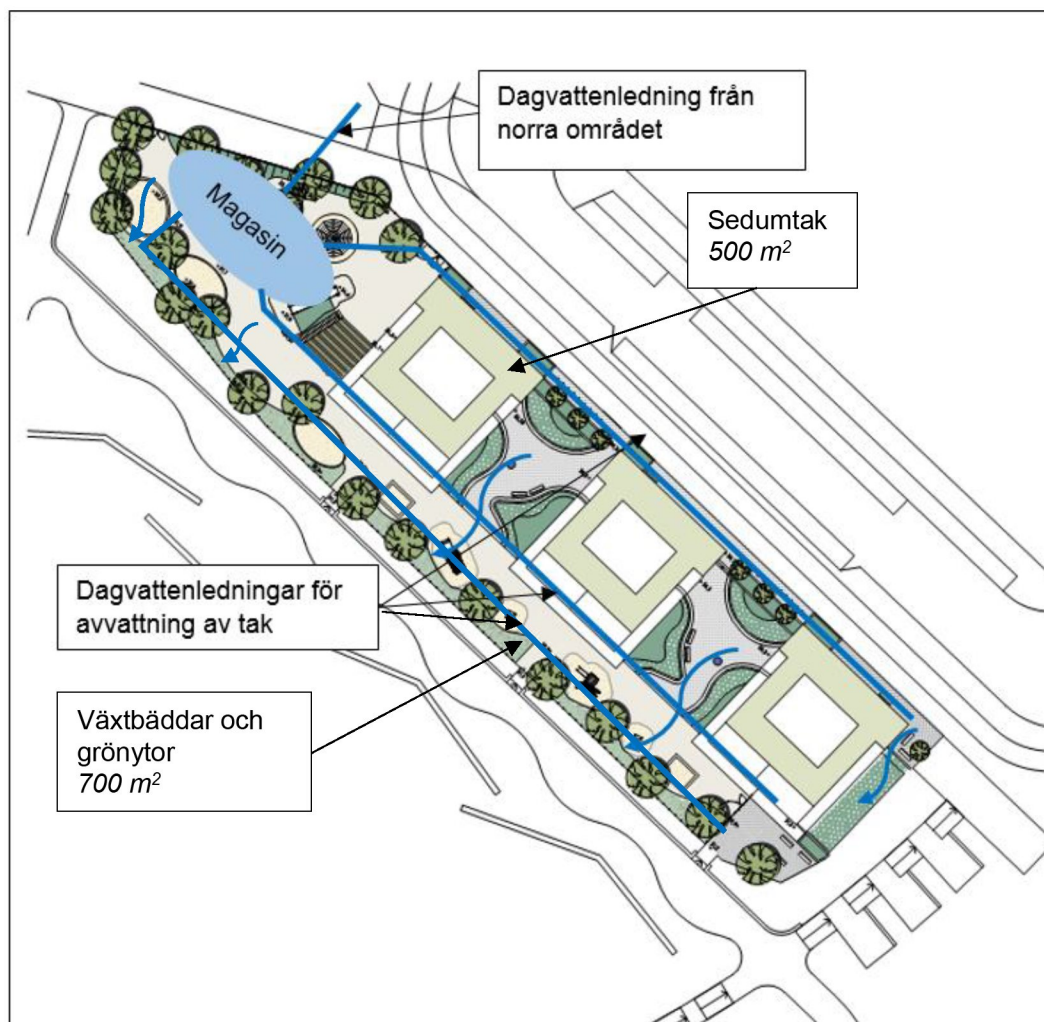 Dagvattenledning från
norra området
Magasin
Sedumtak
500 m²
Dagvattenledningar för
avvattning av tak
Växtbäddar och
grönytor
700 m²